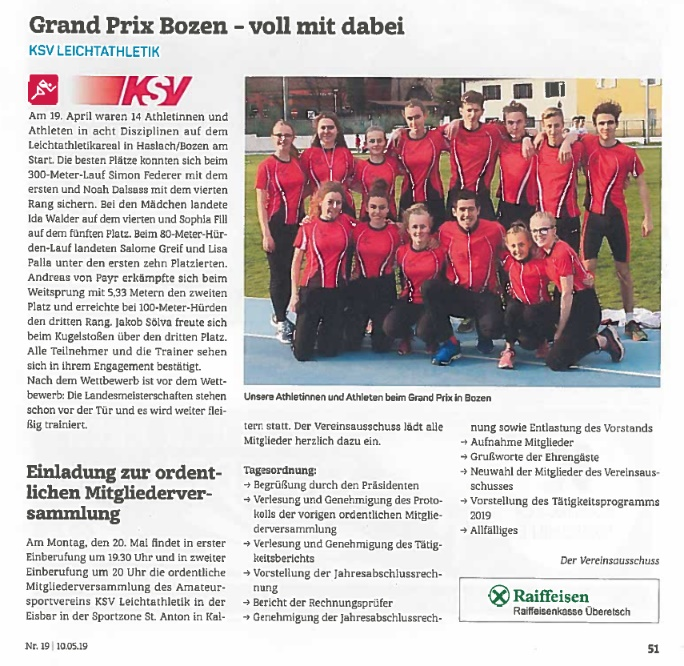 Grand Prix Bozen – voll mit dabei
KSV LEICHTATHLETIK
KSV
Am 19. April waren 14 Athletinnen und
Athleten in acht Disziplinen auf dem
Leichtathletikareal in Haslach/Bozen am
Start. Die besten Plätze konnten sich beim
300-Meter-Lauf Simon Federer mit dem
ersten und Noah Dalsass mit dem vierten
Rang sichern. Bei den Mädchen landete
Ida Walder auf dem vierten und Sophia Fill
auf dem fünften Platz. Beim 80-Meter-Hür-
den-Lauf landeten Salome Greif und Lisa
Palla unter den ersten zehn Platzierten.
Andreas von Payr erkämpfte sich beim
Weitsprung mit 5,33 Metern den zweiten
Platz und erreichte bei 100-Meter-Hürden
den dritten Rang. Jakob Sölva freute sich
beim Kugelstoßen über den dritten Platz.
Alle Teilnehmer und die Trainer sehen
sich in ihrem Engagement bestätigt.
Nach dem Wettbewerb ist vor dem Wett-
bewerb: Die Landesmeisterschaften stehen
schon vor der Tür und es wird weiter flei-
ßig trainiert.
Unsere Athletinnen und Athleten beim Grand Prix in Bozen
Einladung zur ordent-
lichen Mitgliederver-
sammlung
Am Montag, den 20. Mai findet in erster
Einberufung um 19.30 Uhr und in zweiter
Einberufung um 20 Uhr die ordentliche
Mitgliederversammlung des Amateur-
sportvereins KSV Leichtathletik in der
Eisbar in der Sportzone St. Anton in Kal-
tern statt. Der Vereinsausschuss lädt alle
Mitglieder herzlich dazu ein.
Tagesordnung:
→ Begrüßung durch den Präsidenten
→ Verlesung und Genehmigung des Proto-
kolls der vorigen ordentlichen Mitglie-
derversammlung
→ Verlesung und Genehmigung des Tätig-
keitsberichts
→ Vorstellung der Jahresabschlussrech-
nung
→ Bericht der Rechnungsprüfer
→ Genehmigung der Jahresabschlussrech-
nung sowie Entlastung des Vorstands
→ Aufnahme Mitglieder
→ Grußworte der Ehrengäste
→ Neuwahl der Mitglieder des Vereinsaus-
schusses
→ Vorstellung des Tätigkeitsprogramms
2019
→ Allfälliges
Der Vereinsausschuss
Raiffeisen
Raiffeisenkasse Überetsch
Nr. 19 | 10.05.19
51